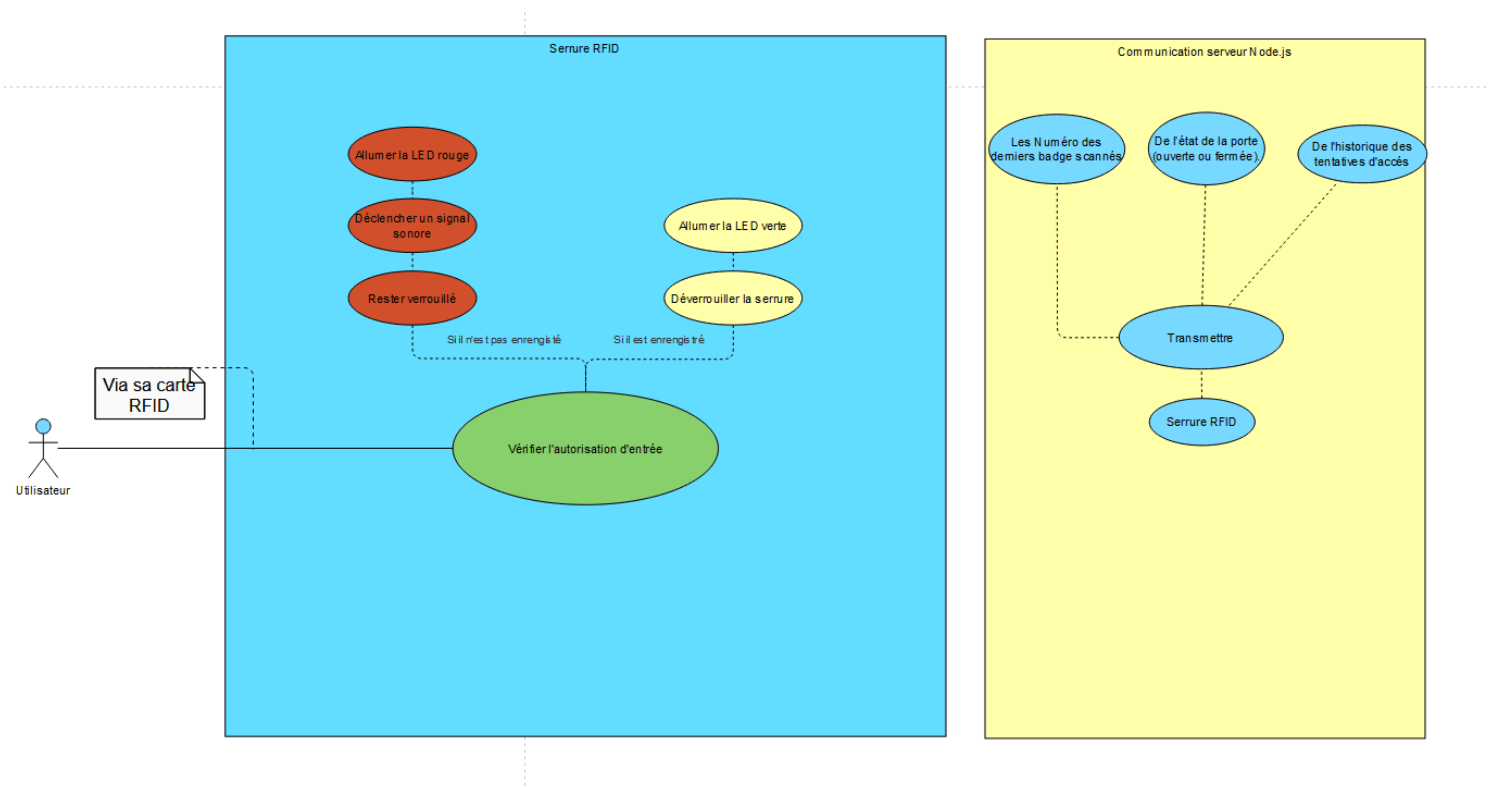 Serrure RFID
Allumer la LED rouge
Déclencher un signal
sonore
Rester verrouillé
Allumer la LED verte
Déverrouiller la serrure
Si il n'est pas enrengisté
Si il est enrengistré
Via sa carte
RFID
Utilisateur
Vérifier l'autorisation d'entrée
Communication serveur Node.js
Les Numéro des
derniers badge scannés
De l'état de la porte
(ouverte ou fermée).
De l'historique des
tentatives d'accés
Transmettre
Serrure RFID